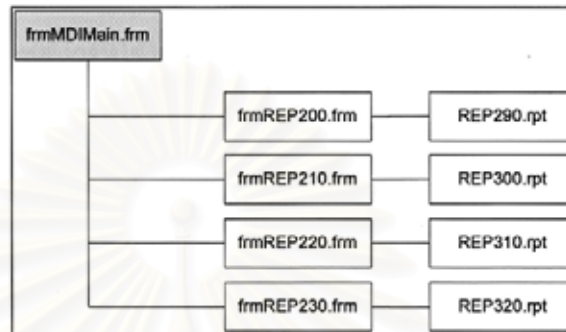 frmMDIMain.frm
frmREP200.frm REP290.rpt
frmREP210.frm REP300.rpt
frmREP220.frm REP310.rpt
frmREP230.frm REP320.rpt